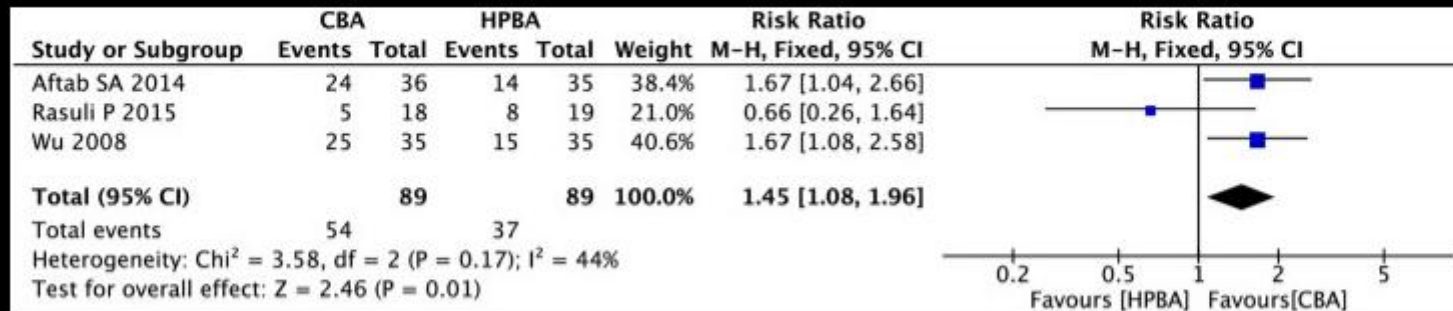 CBA HPBA Risk Ratio Risk Ratio
Study or Subgroup Events Total Events Total Weight M-H, Fixed, 95% CI M-H, Fixed, 95% CI
Aftab SA 2014 24 36 14 35 38.4% 1.67 [1.04, 2.66]
Rasuli P 2015 5 18 8 19 21.0% 0.66 [0.26, 1.64]
Wu 2008 25 35 15 35 40.6% 1.67 [1.08, 2.58]
Total (95% CI) 89 89 100.0% 1.45 [1.08, 1.96]
Total events 54 37
Heterogeneity: Chi² = 3.58, df = 2 (P = 0.17); I² = 44%
Test for overall effect: Z = 2.46 (P = 0.01)
0.2 0.5 1 2 5
Favours [HPBA] Favours[CBA]